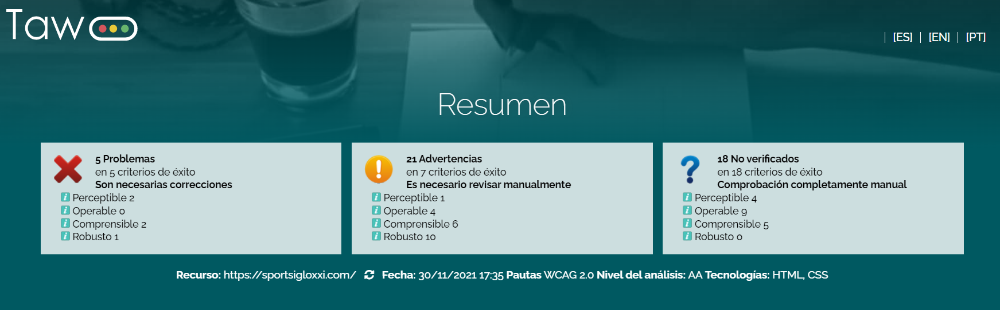 Taw
[ES] [EN] [PT]
Resumen
5 Problemas
en 5 criterios de éxito
Son necesarias correcciones
Perceptible 2
Operable 0
Comprensible 2
Robusto 1
21 Advertencias
en 7 criterios de éxito
Es necesario revisar manualmente
Perceptible 1
Operable 4
Comprensible 6
Robusto 10
18 No verificados
en 18 criterios de éxito
Comprobación completamente manual
Perceptible 4
Operable 9
Comprensible 5
Robusto 0
Recurso: https://sportsigloxxi.com/ Fecha: 30/11/2021 17:35 Pautas WCAG 2.0 Nivel del análisis: AA Tecnologías: HTML, CSS